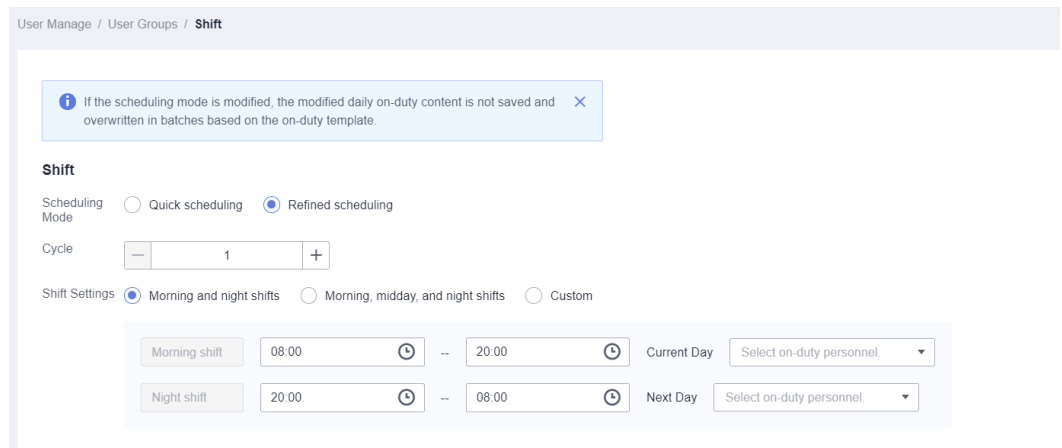 User Manage / User Groups / Shift
If the scheduling mode is modified, the modified daily on-duty content is not saved and
overwritten in batches based on the on-duty template.
Shift
Scheduling Mode Quick scheduling Refined scheduling
Cycle 1
Shift Settings Morning and night shifts Morning, midday, and night shifts Custom
Morning shift 08:00 -- 20:00 Current Day Select on-duty personnel.
Night shift 20:00 -- 08:00 Next Day Select on-duty personnel.